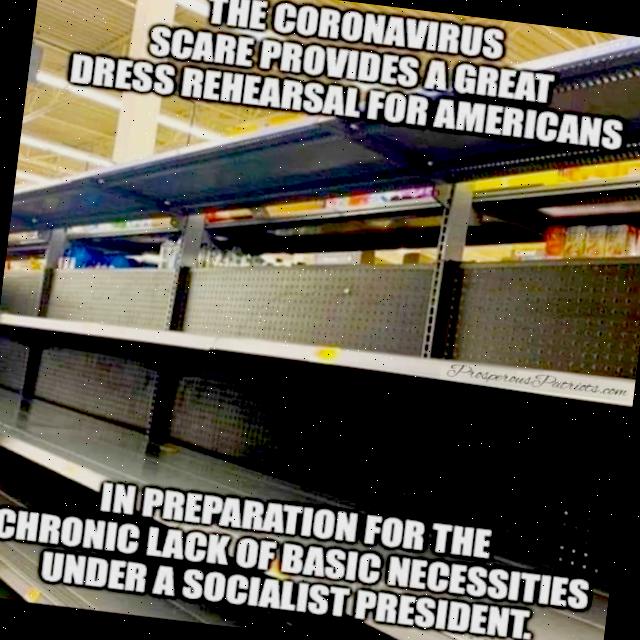 THE CORONAVIRUS
SCARE PROVIDES A GREAT
DRESS REHEARSAL FOR AMERICANS
ProsperousPatriots.com
IN PREPARATION FOR THE
CHRONIC LACK OF BASIC NECESSITIES
UNDER A SOCIALIST PRESIDENT.